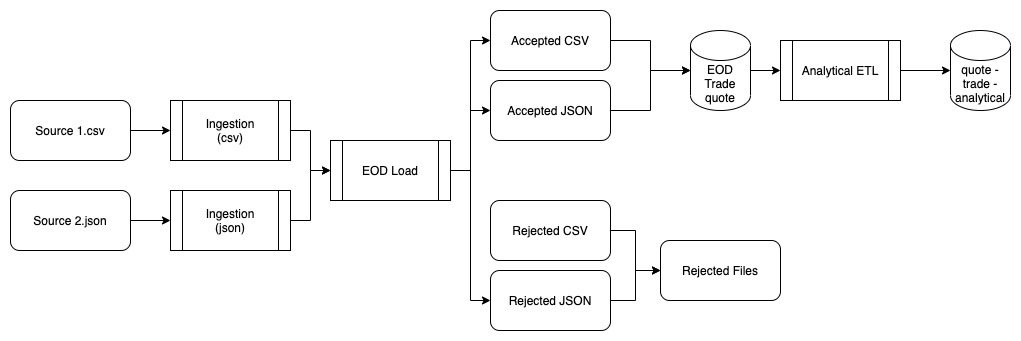 Source 1.csv
Ingestion
(csv)
Source 2.json
Ingestion
(json)
EOD Load
Accepted CSV
Accepted JSON
EOD
Trade
quote
Analytical ETL
quote -
trade -
analytical
Rejected CSV
Rejected JSON
Rejected Files